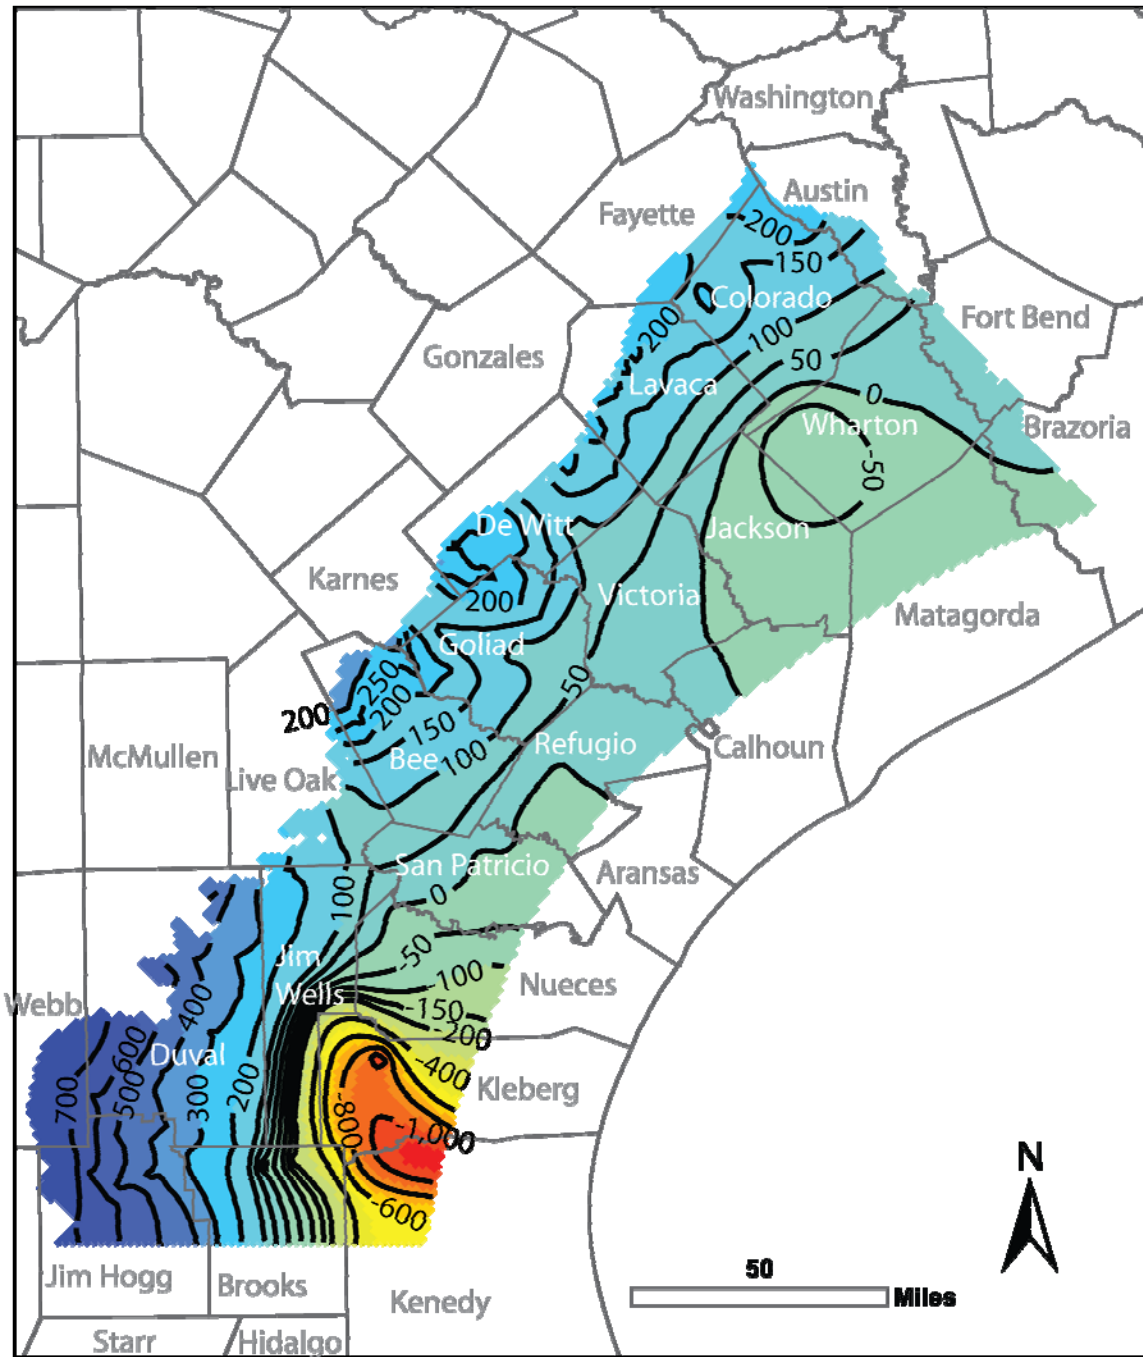 Washington
Austin
Fayette
-200
150
Colorado
Fort Bend
200
100
Gonzales
50
Lavaca
0
Wharton
Brazoria
-50
De Witt
Jackson
Karnes
200
Victoria
Matagorda
Goliad
250
200
50
200
150
McMullen
Bee
100
Refugio
Calhoun
Live Oak
San Patricio
Aransas
100
0
Jim
-50
-100
Nueces
Wells
Webb
400
-150
-200
600
Duval
-400
Kleberg
700
500
300
200
-800
-1,000
-600
N
Jim Hogg
Brooks
50
Kenedy
Miles
Starr
Hidalgo